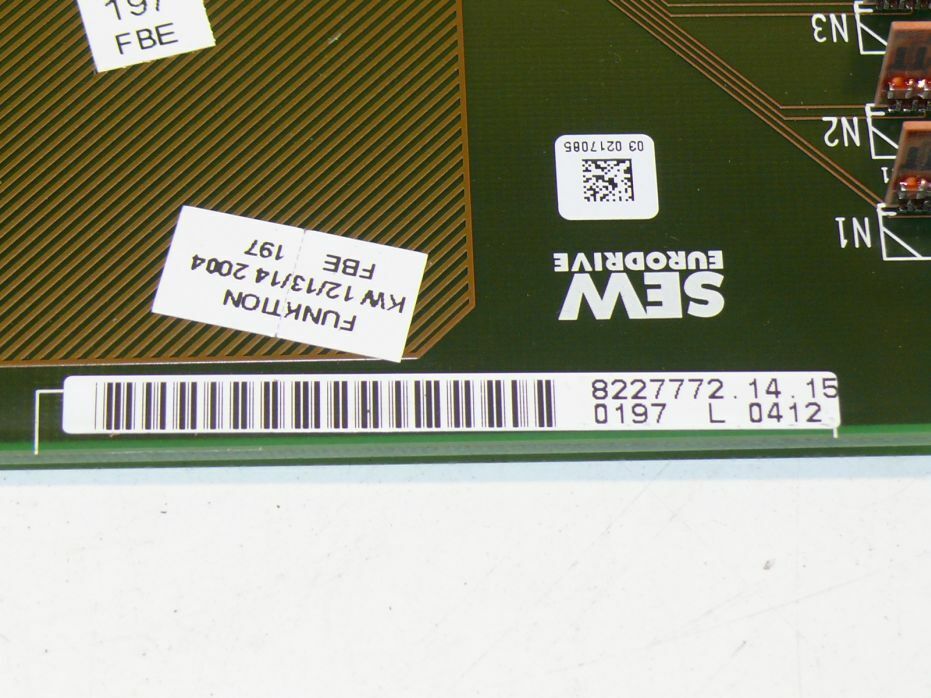 197
FBE
N3
N2
1
N1
03 0217085
SEW
EURODRIVE
FUNKTION
KW 12/13/14 2004
FBE
197
8227772.14.15
0197 L 0412